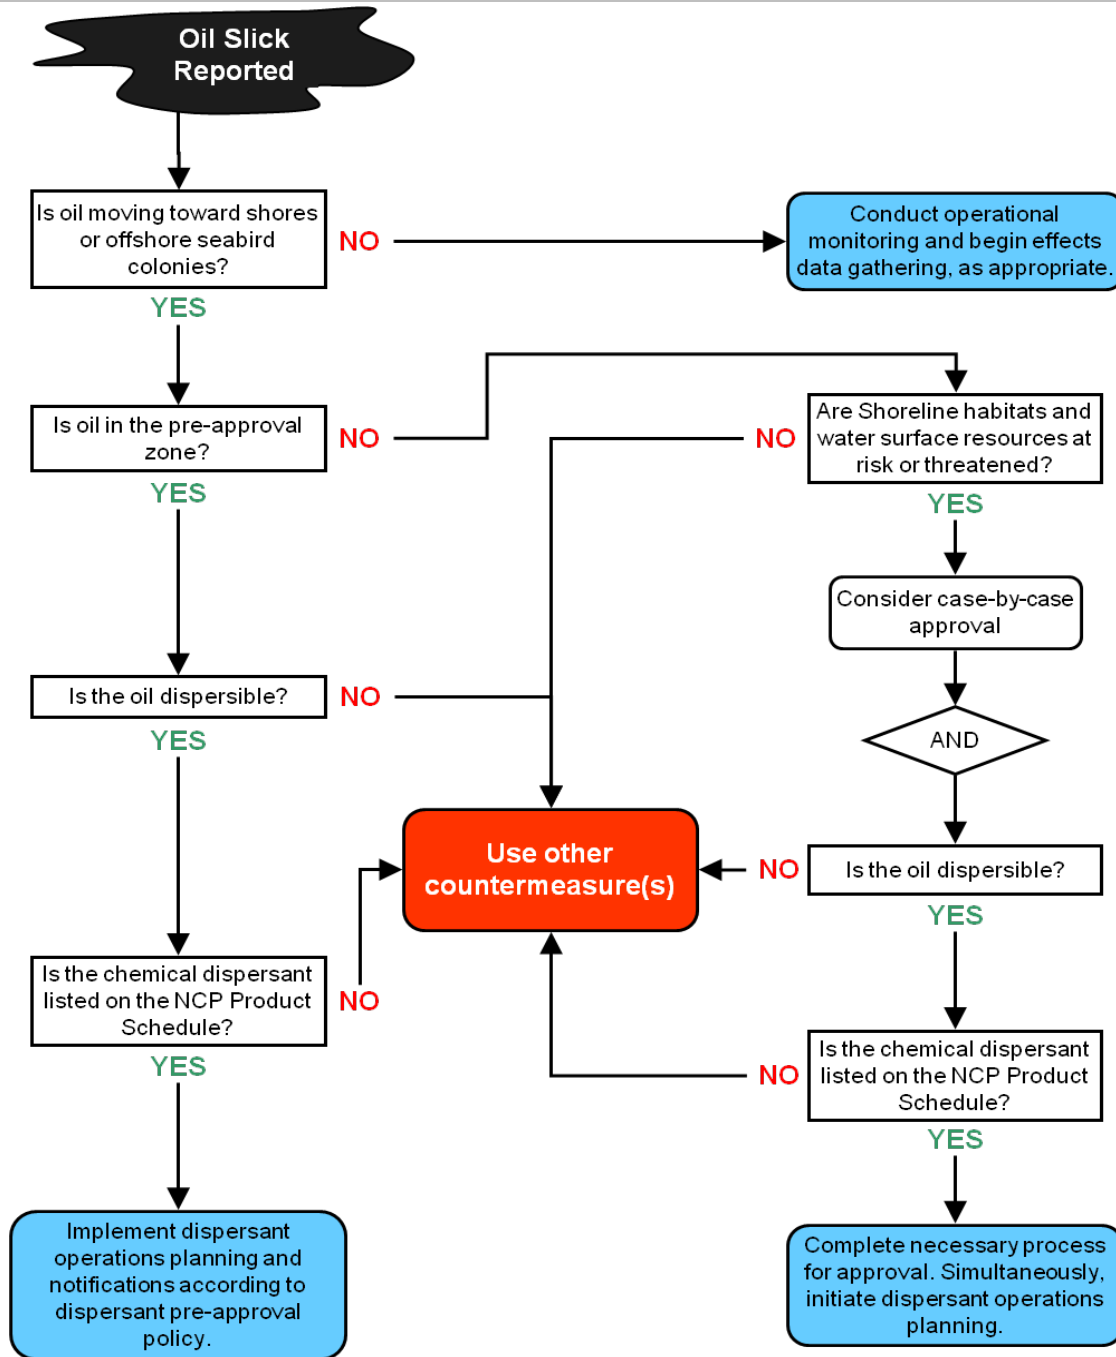 Oil Slick
Reported
Is oil moving toward shores
or offshore seabird
colonies?
NO
Conduct operational
monitoring and begin effects
data gathering, as appropriate.
YES
Is oil in the pre-approval
zone?
NO
NO
Are Shoreline habitats and
water surface resources at
risk or threatened?
YES
YES
Consider case-by-case
approval
Is the oil dispersible?
NO
AND
YES
Use other
countermeasure(s)
NO
Is the oil dispersible?
YES
Is the chemical dispersant
listed on the NCP Product
Schedule?
NO
YES
NO
Is the chemical dispersant
listed on the NCP Product
Schedule?
YES
Implement dispersant
operations planning and
notifications according to
dispersant pre-approval
policy.
Complete necessary process
for approval. Simultaneously,
initiate dispersant operations
planning.